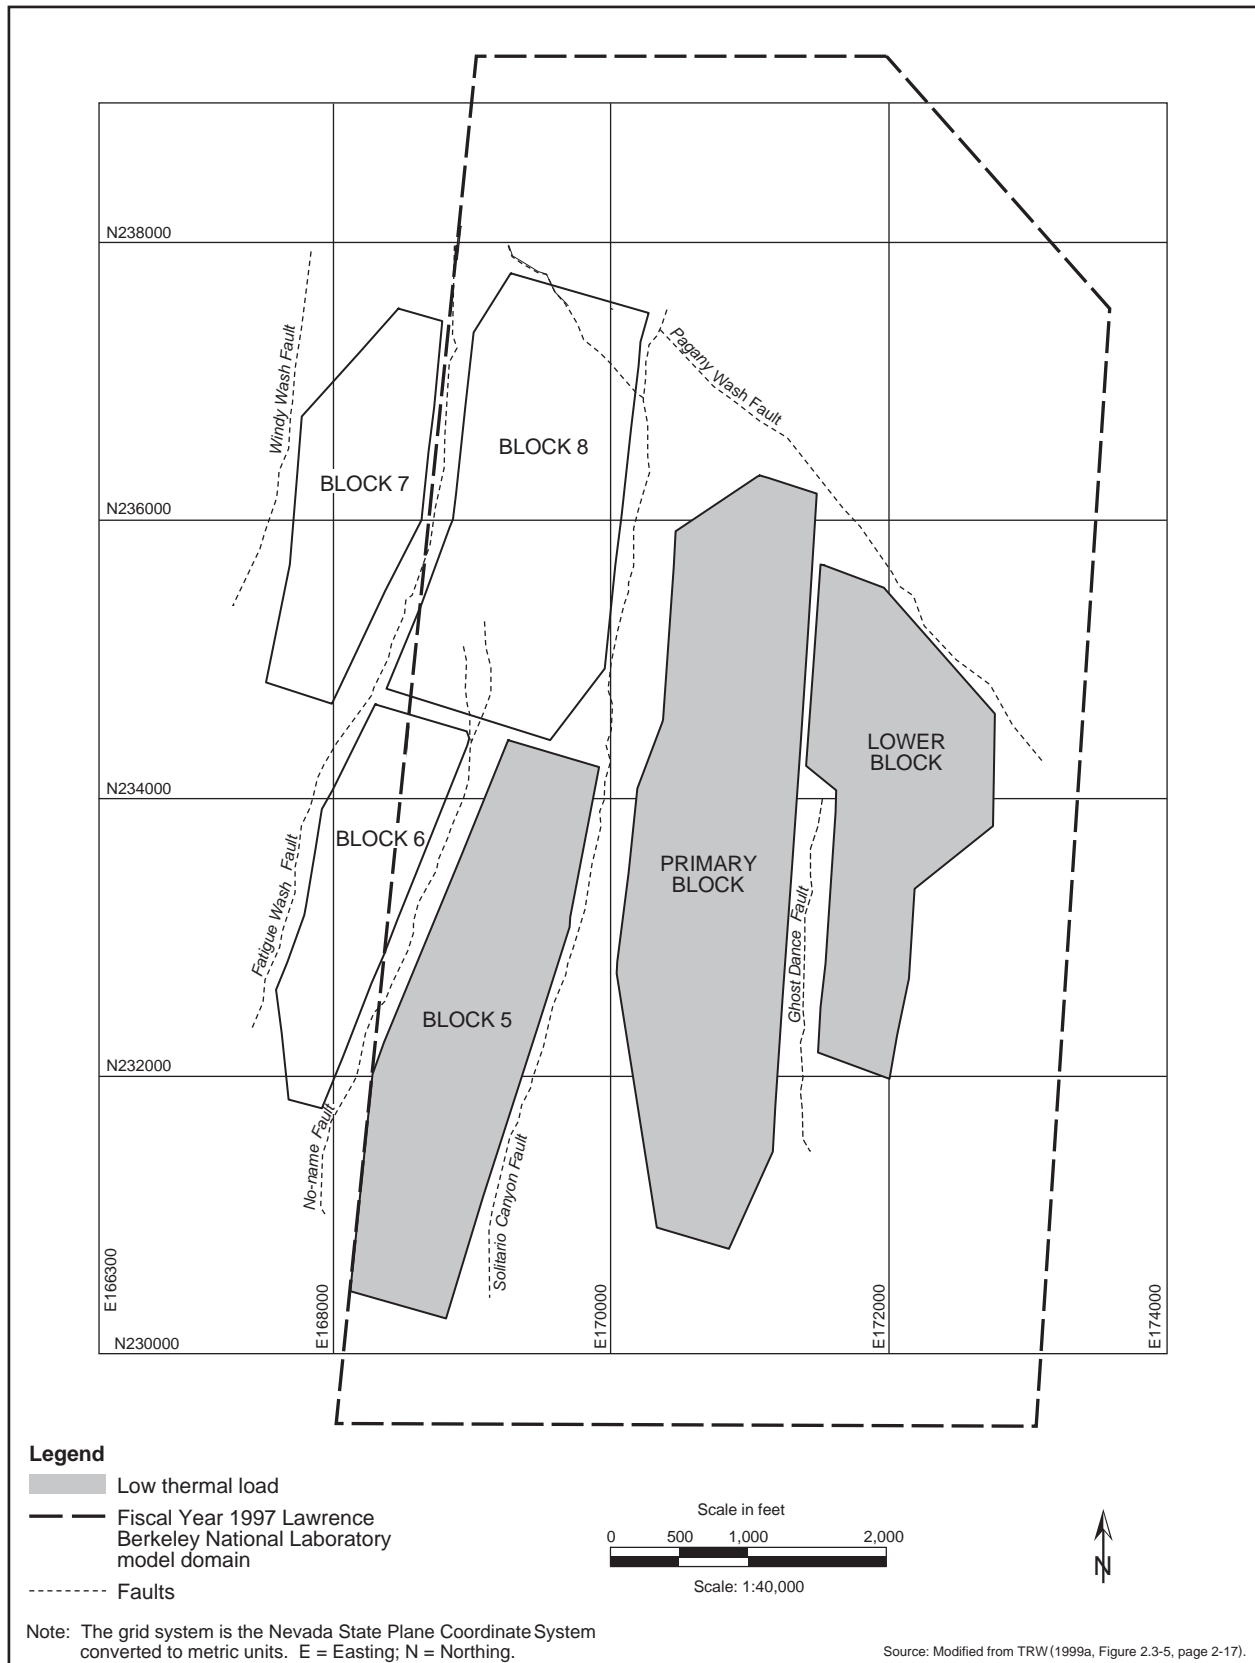 N238000
Windy Wash Fault
Pagany Wash Fault
BLOCK 8
BLOCK 7
N236000
LOWER
BLOCK
N234000
BLOCK 6
PRIMARY
BLOCK
Fatigue Wash Fault
Ghost Dance Fault
BLOCK 5
N232000
No-name Fault
Solitario Canyon Fault
E166300
E168000
E170000
E172000
E174000
N230000
Legend
Low thermal load
Fiscal Year 1997 Lawrence
Berkeley National Laboratory
model domain
Faults
Scale in feet
0 500 1,000 2,000
Scale: 1:40,000
N
Note: The grid system is the Nevada State Plane Coordinate System
converted to metric units. E = Easting; N = Northing.
Source: Modified from TRW (1999a, Figure 2.3-5, page 2-17).